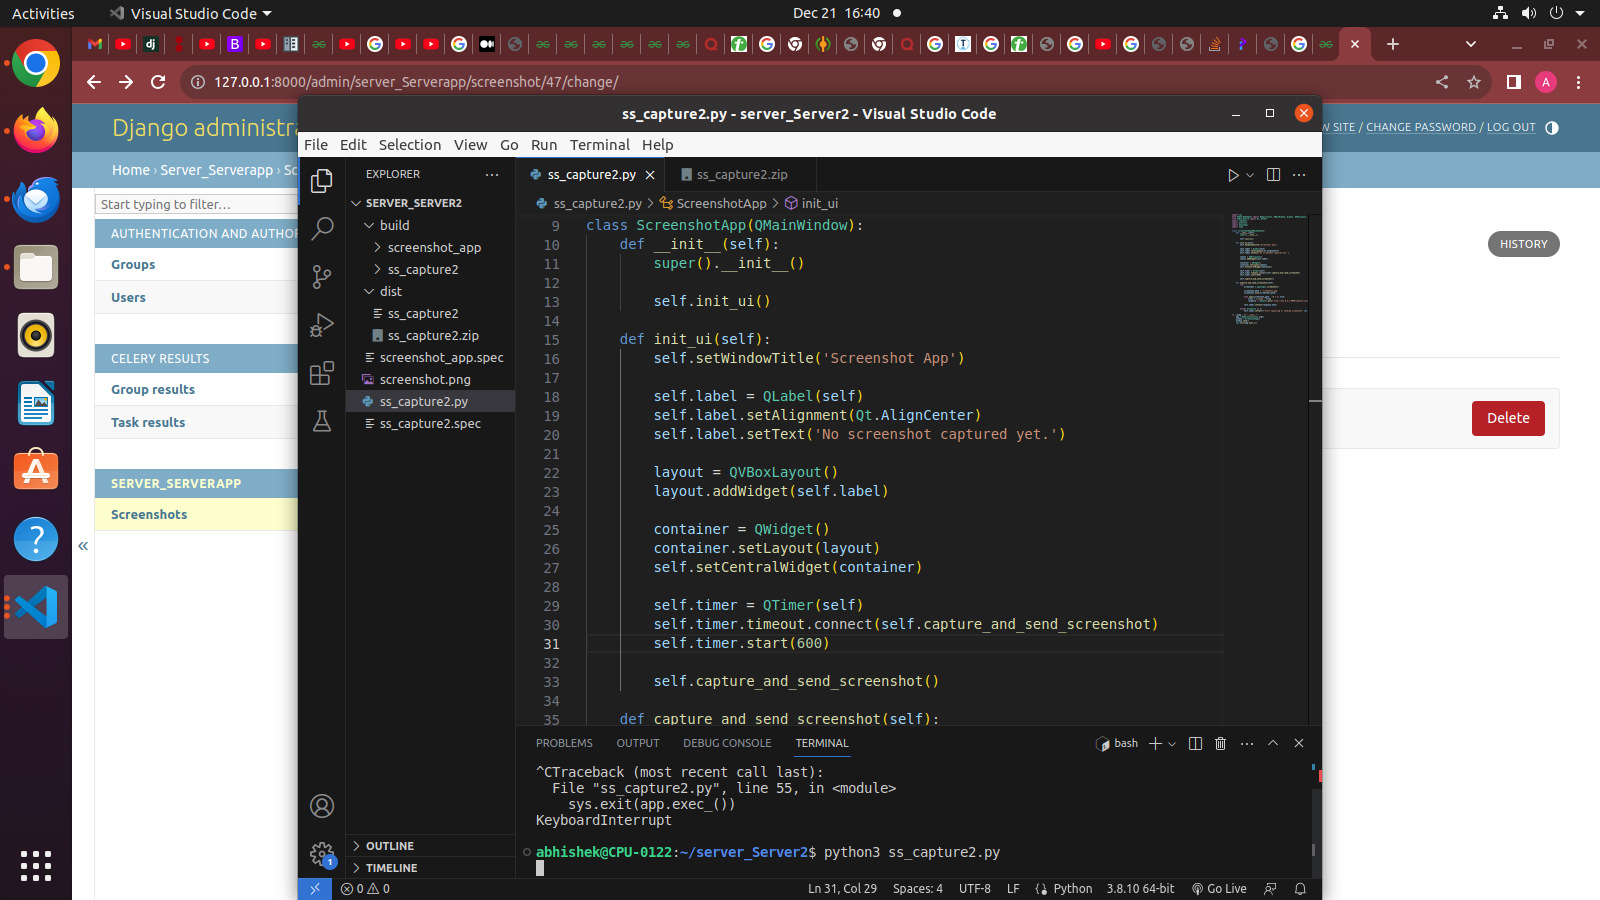 Activities
Visual Studio Code
Dec 21 16:40
127.0.0.1:8000/admin/server_Serverapp/screenshot/47/change/
A
Django administra
W SITE / CHANGE PASSWORD / LOG OUT
Home › Server_Serverapp › Sc
Start typing to filter...
AUTHENTICATION AND AUTHOR
Groups
Users
CELERY RESULTS
Group results
Task results
SERVER_SERVERAPP
Screenshots
«
HISTORY
Delete
ss_capture2.py - server_Server2 - Visual Studio Code
File Edit Selection View Go Run Terminal Help
EXPLORER
SERVER_SERVER2
build
screenshot_app
ss_capture2
dist
ss_capture2
ss_capture2.zip
screenshot_app.spec
screenshot.png
ss_capture2.py
ss_capture2.spec
OUTLINE
TIMELINE
ss_capture2.py
ss_capture2.zip
ss_capture2.py > ScreenshotApp > init_ui
9 class ScreenshotApp(QMainWindow):
10 def __init__(self):
11 super().__init__()
12
13 self.init_ui()
14
15 def init_ui(self):
16 self.setWindowTitle('Screenshot App')
17
18 self.label = QLabel(self)
19 self.label.setAlignment(Qt.AlignCenter)
20 self.label.setText('No screenshot captured yet.')
21
22 layout = QVBoxLayout()
23 layout.addWidget(self.label)
24
25 container = QWidget()
26 container.setLayout(layout)
27 self.setCentralWidget(container)
28
29 self.timer = QTimer(self)
30 self.timer.timeout.connect(self.capture_and_send_screenshot)
31 self.timer.start(600)
32
33 self.capture_and_send_screenshot()
34
35 def capture_and_send_screenshot(self):
PROBLEMS OUTPUT DEBUG CONSOLE TERMINAL
bash
^CTraceback (most recent call last):
File "ss_capture2.py", line 55, in <module>
sys.exit(app.exec_())
KeyboardInterrupt
abhishek@CPU-0122:~/server_Server2$ python3 ss_capture2.py
1
0 0
Ln 31, Col 29
Spaces: 4
UTF-8
LF
Python
3.8.10 64-bit
Go Live